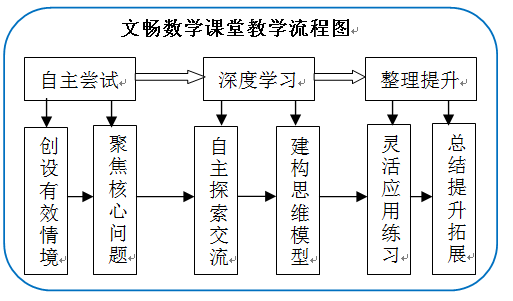 文畅数学课堂教学流程图
自主尝试
深度学习
整理提升
创设有效情境
聚焦核心问题
自主探索交流
建构思维模型
灵活应用练习
总结提升拓展